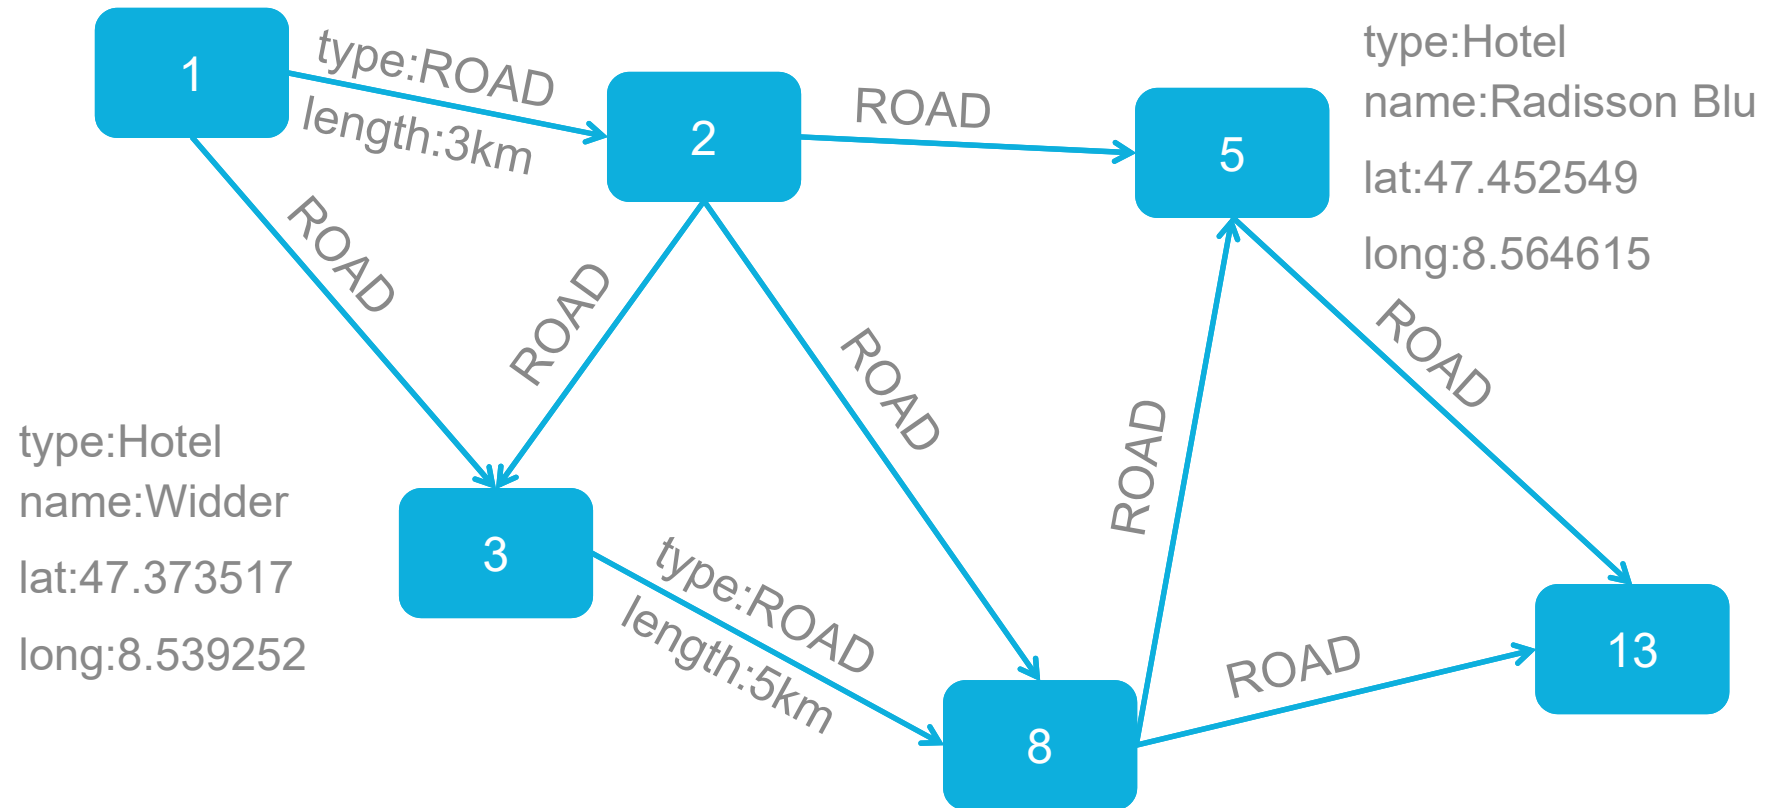 1
type:ROAD
length:3km
2
ROAD
5
type:Hotel
name:Radisson Blu
lat:47.452549
long:8.564615
ROAD
ROAD
ROAD
ROAD
ROAD
type:Hotel
name:Widder
lat:47.373517
long:8.539252
3
type:ROAD
length:5km
8
ROAD
13